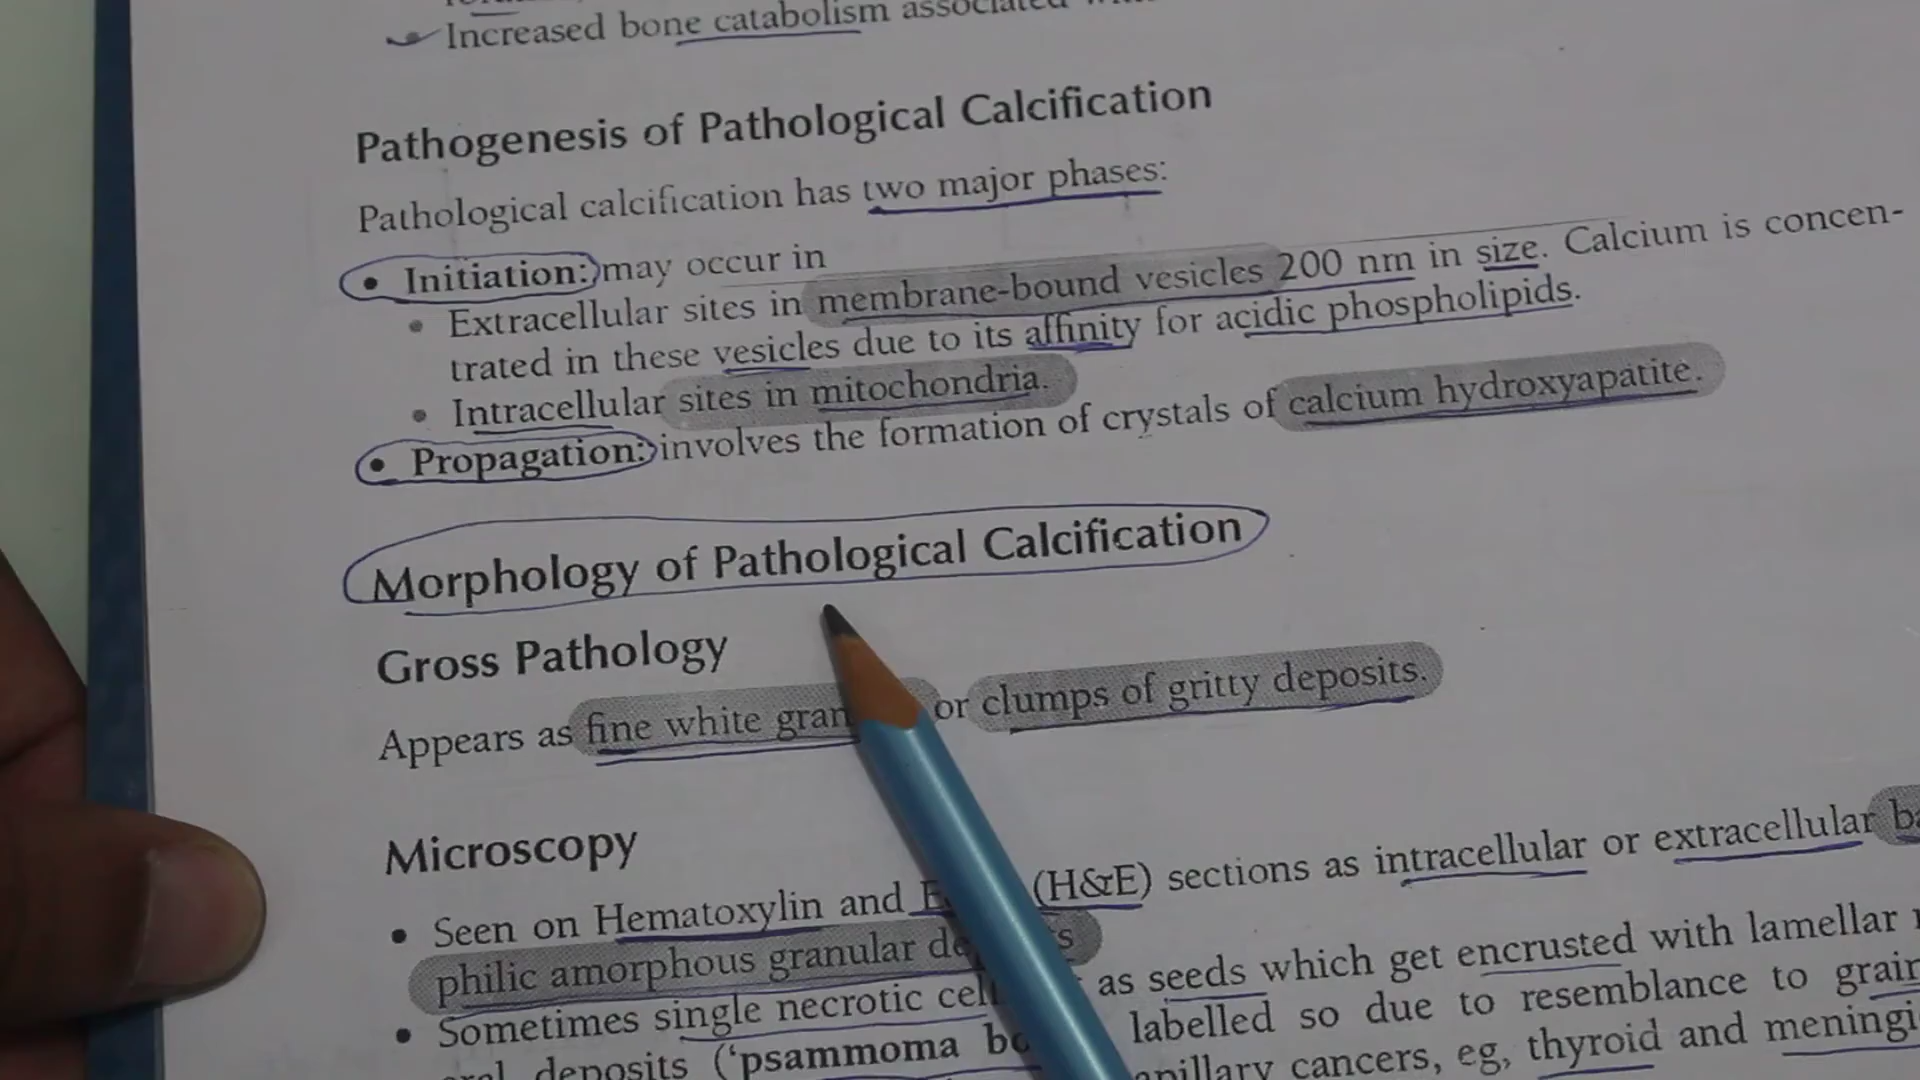 Increased bone catabolism associated
Pathogenesis of Pathological Calcification
Pathological calcification has two major phases:
• Initiation: may occur in
• Extracellular sites in membrane-bound vesicles 200 nm in size. Calcium is concen-
trated in these vesicles due to its affinity for acidic phospholipids.
• Intracellular sites in mitochondria.
• Propagation: involves the formation of crystals of calcium hydroxyapatite.
Morphology of Pathological Calcification
Gross Pathology
Appears as fine white or clumps of gritty deposits.
Microscopy
• Seen on Hematoxylin and (H&E) sections as intracellular or extracellular
philic amorphous granular
• Sometimes single necrotic as seeds which get encrusted with lamellar
deposits ('psammoma labelled so due to resemblance to
cancers, eg, thyroid and